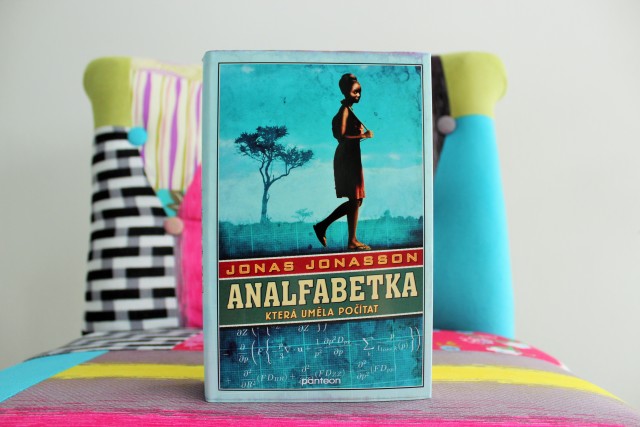 JONAS JONASSON
ANALFABETKA
KTERÁ UMĚLA POČÍTAT
panteon